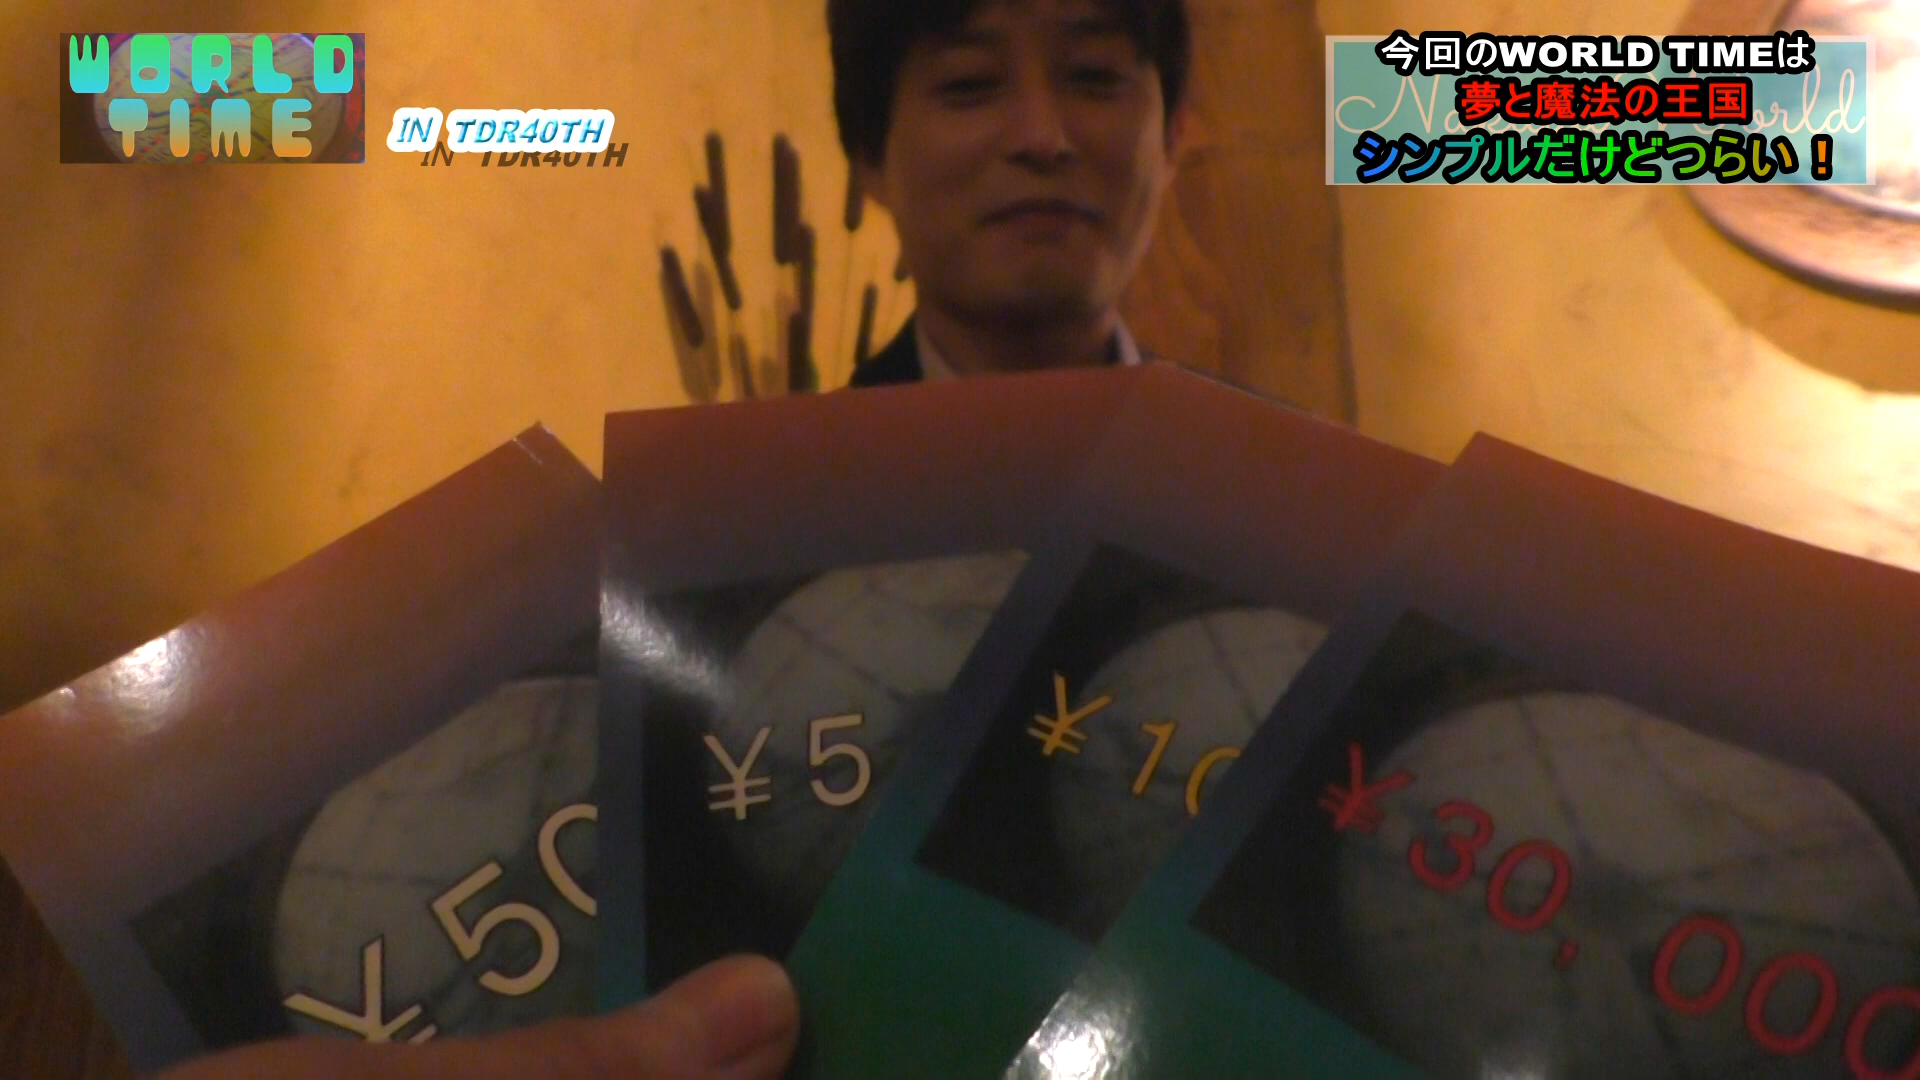 WORLD
TIME
IN TDR40TH
今回のWORLD TIMEは
夢と魔法の王国
シンプルだけどつらい！
¥50
¥5
¥10
¥30,000